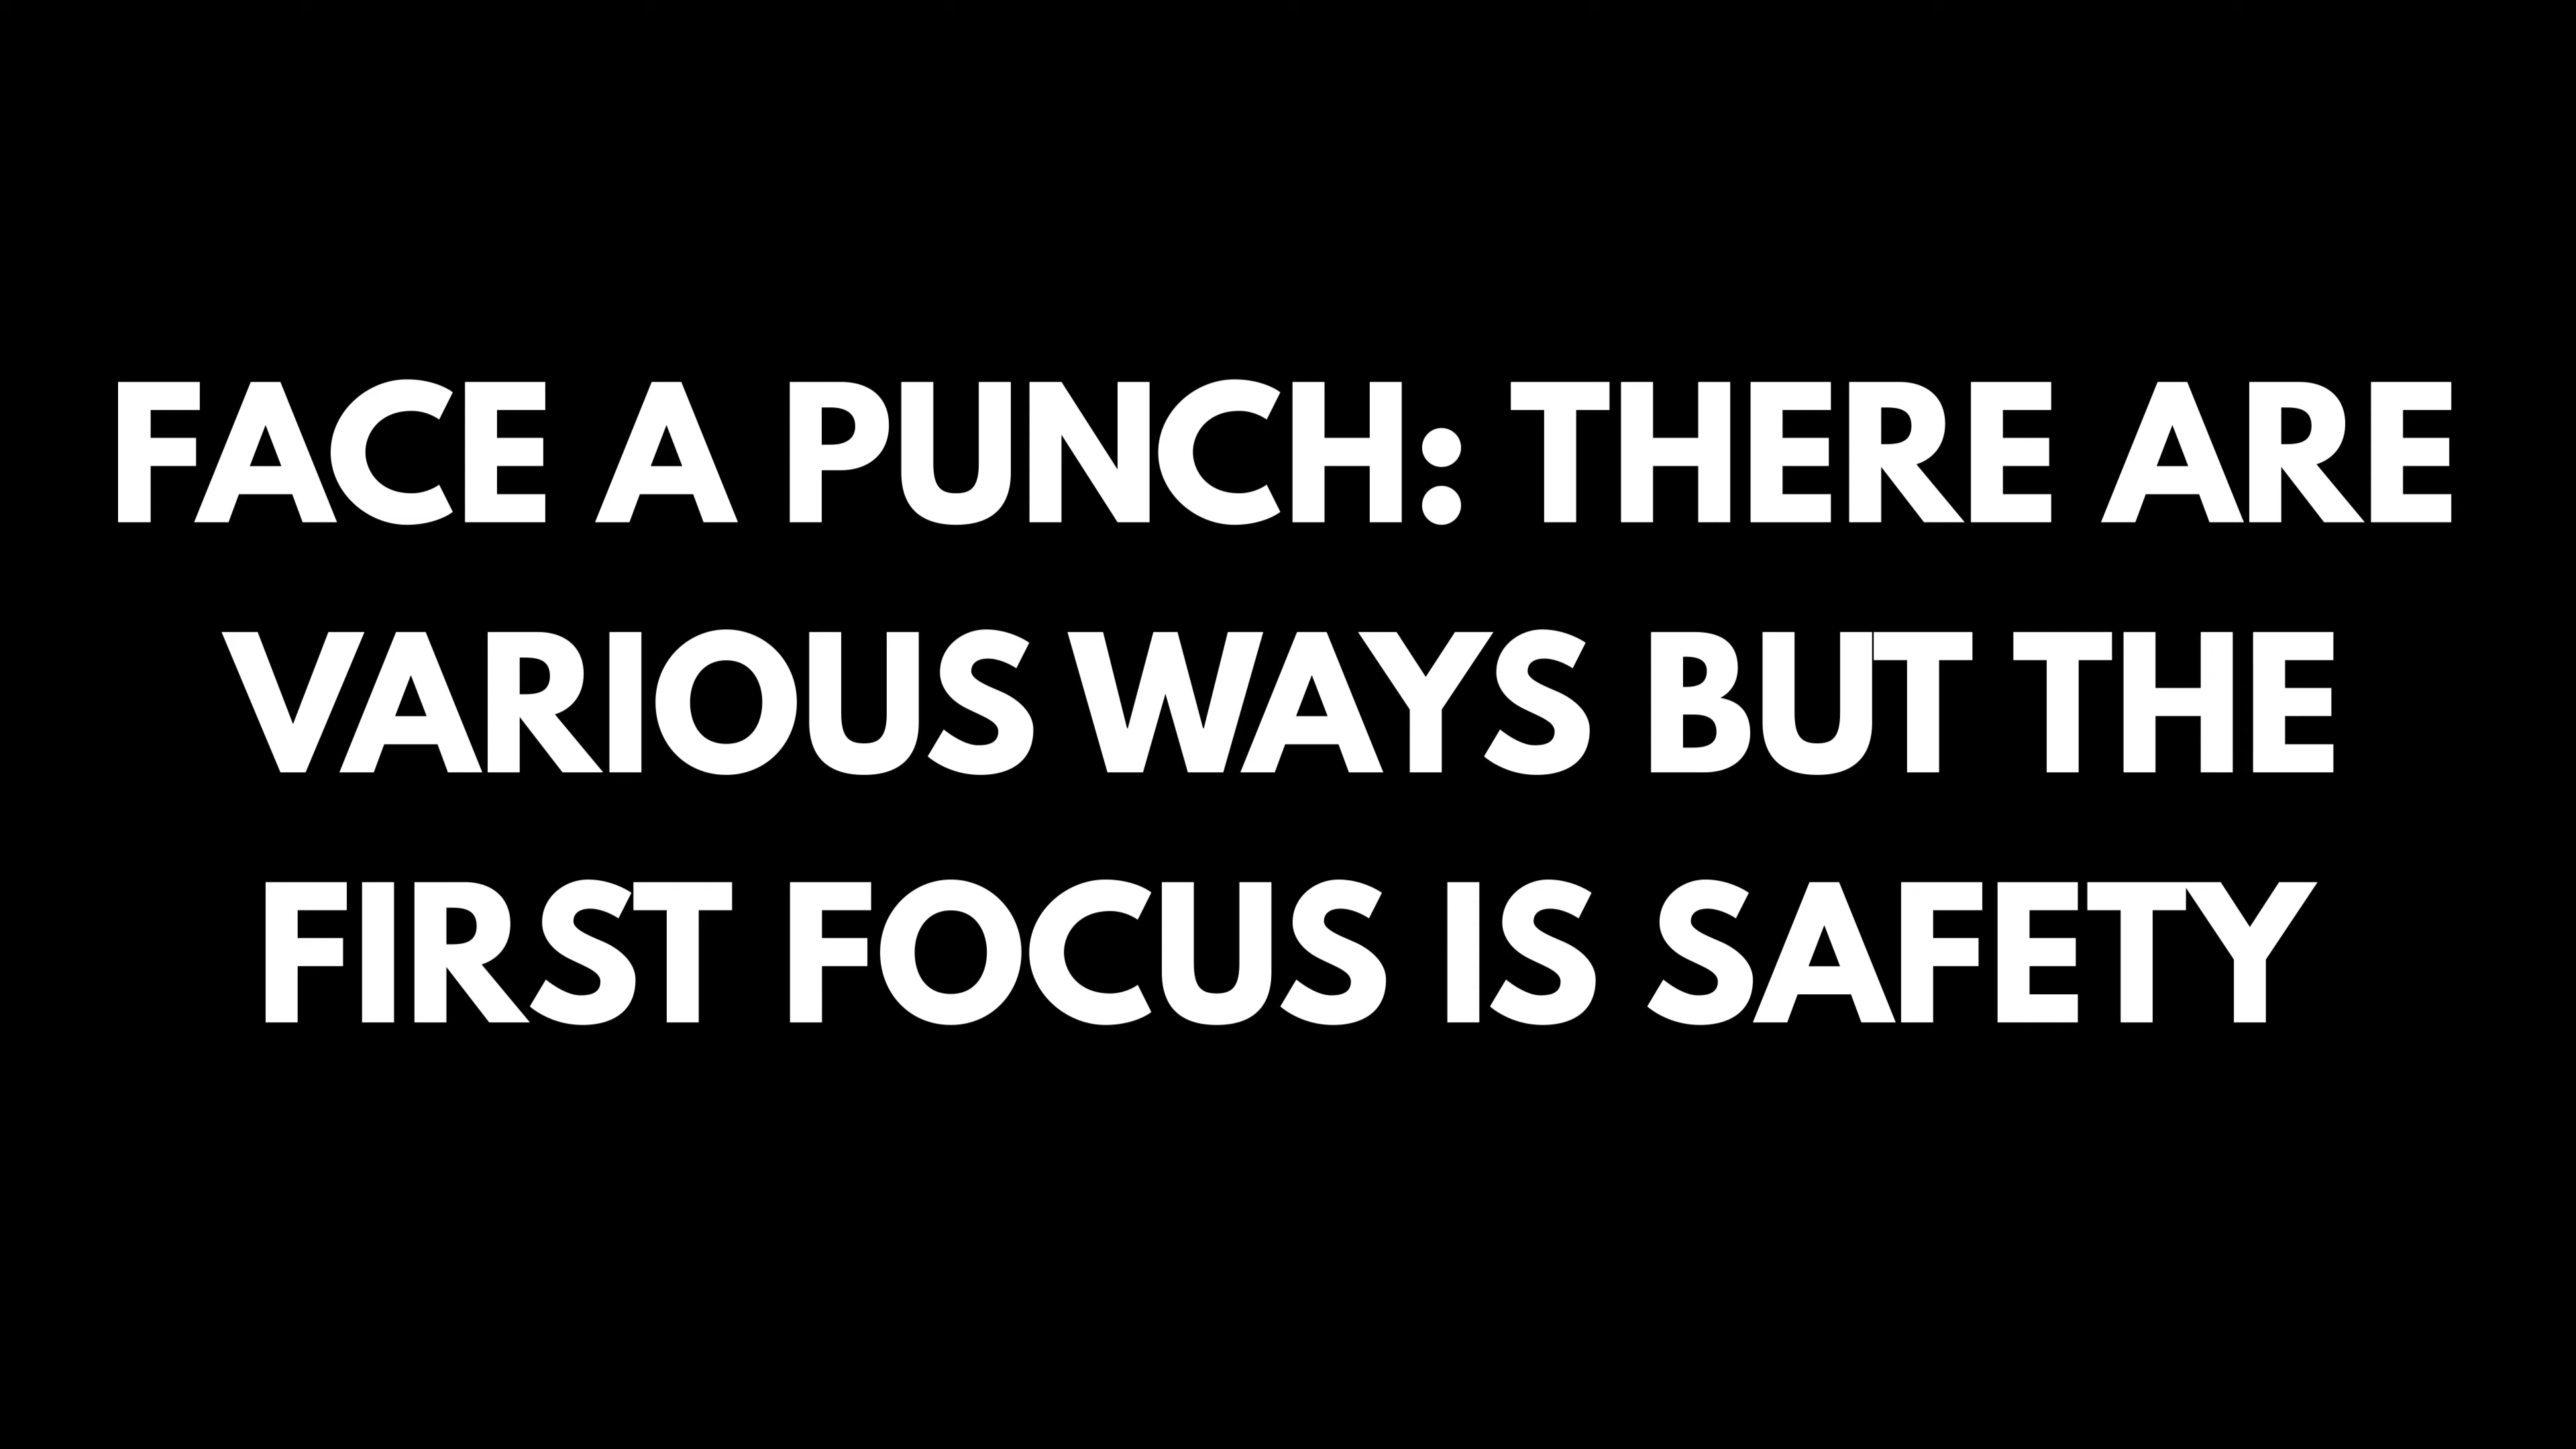 FACE A PUNCH: THERE ARE
VARIOUS WAYS BUT THE
FIRST FOCUS IS SAFETY